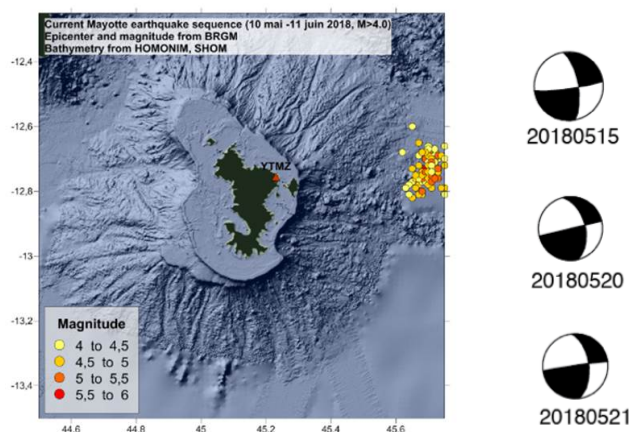 Current Mayotte earthquake sequence (10 mai -11 juin 2018, M>4.0)
Epicenter and magnitude from BRGM
Bathymetry from HOMONIM, SHOM
-12,4
-12,6
YTMZ
-12,8
-13
-13,2
-13,4
Magnitude
4 to 4,5
4,5 to 5
5 to 5,5
5,5 to 6
44,6
44,8
45
45,2
45,4
45,6
20180515
20180520
20180521